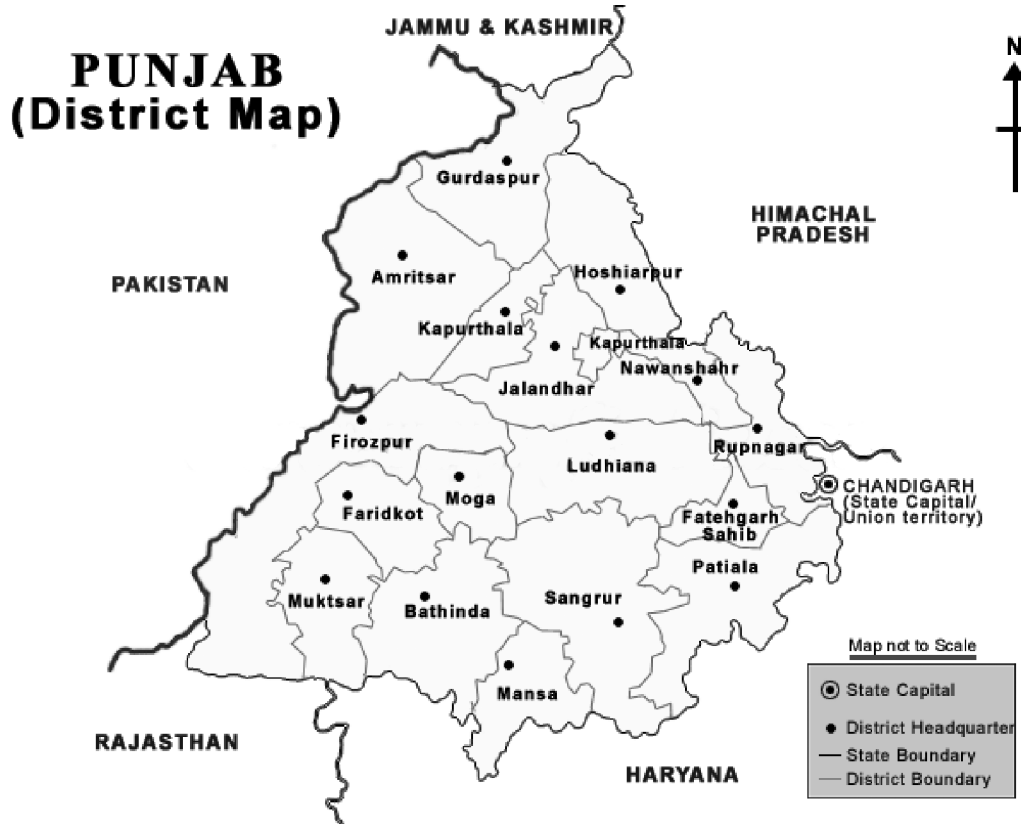 JAMMU & KASHMIR
PUNJAB
(District Map)
N
Gurdaspur
HIMACHAL
PRADESH
Amritsar
Hoshiarpur
PAKISTAN
Kapurthala
Kapurthala
Nawanshahr
Jalandhar
Firozpur
Rupnagar
Ludhiana
Moga
CHANDIGARH
(State Capital/
Union territory)
Faridkot
Fatehgarh
Sahib
Patiala
Muktsar
Bathinda
Sangrur
Mansa
Map not to Scale
State Capital
District Headquarter
State Boundary
District Boundary
RAJASTHAN
HARYANA